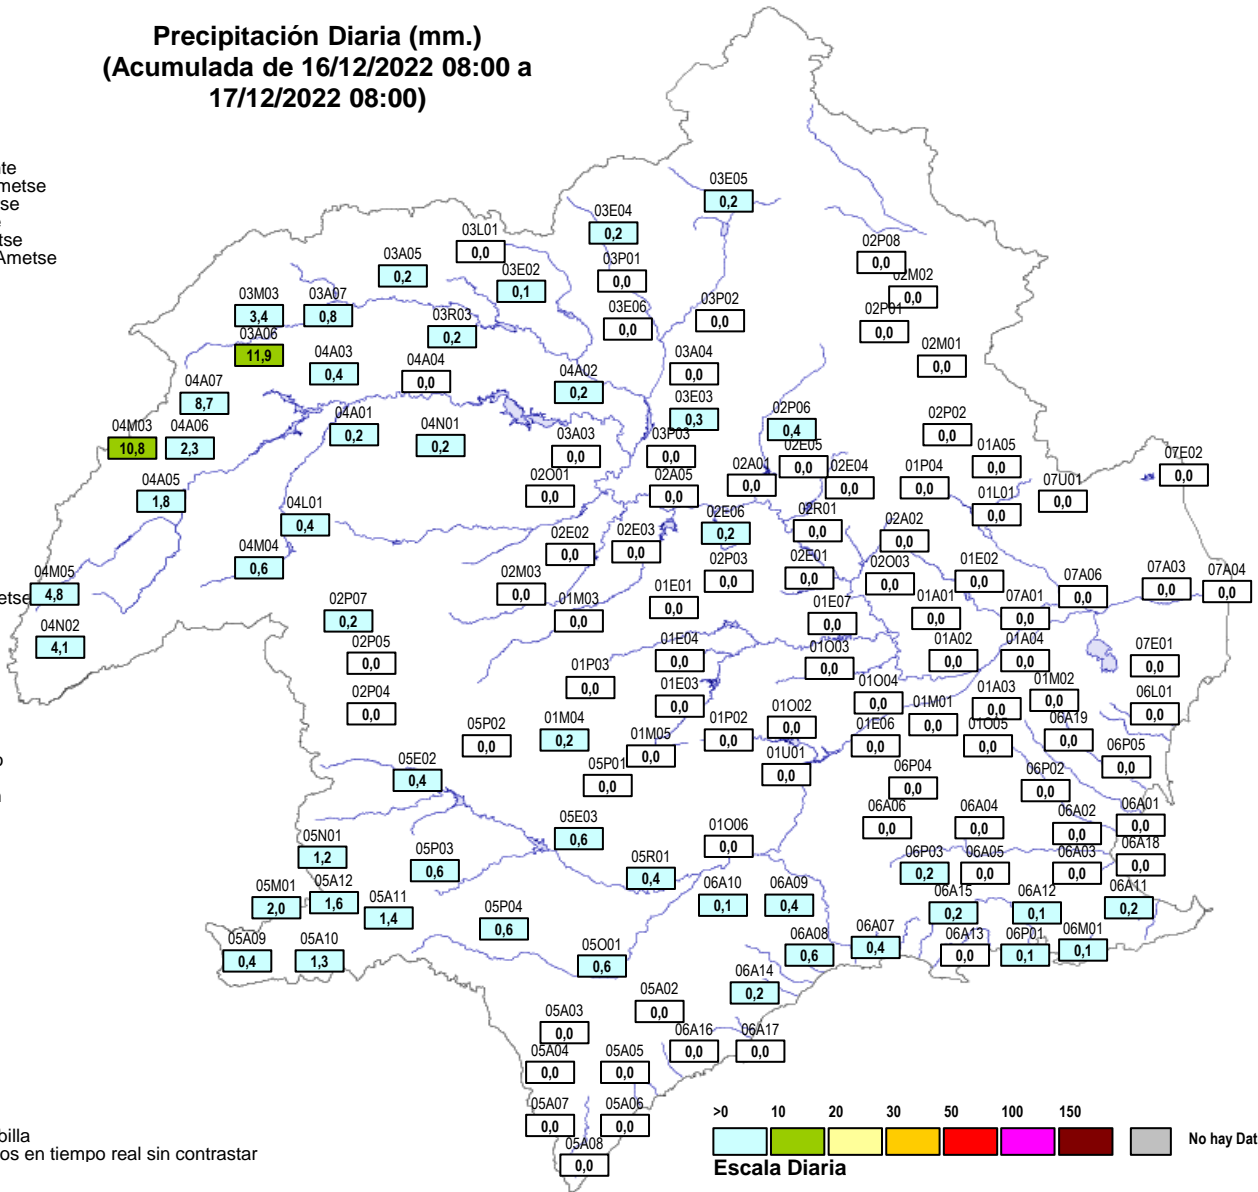 Precipitación Diaria (mm.)
(Acumulada de 16/12/2022 08:00 a
17/12/2022 08:00)
nte
metse
se
e
tse
Ametse
etse
o
n
billa
os en tiempo real sin contrastar
03E05
0,2
03E04
0,2
03L01
0,0
03A05
0,2
03P01
0,0
03E02
0,1
02P08
0,0
02M02
0,0
03M03
3,4
03A07
0,8
03R03
0,2
03E06
0,0
03P02
0,0
02P01
0,0
03A06
11,9
04A03
0,4
04A04
0,0
03A04
0,0
02M01
0,0
04A07
8,7
04A02
0,2
03E03
0,3
04M03
10,8
04A06
2,3
04A01
0,2
04N01
0,2
03A03
0,0
03P03
0,0
02P06
0,4
02P02
0,0
02E05
0,0
01A05
0,0
07E02
0,0
04A05
1,8
02O01
0,0
02A05
0,0
02A01
0,0
02E04
0,0
01P04
0,0
07U01
0,0
01L01
0,0
04L01
0,4
02E06
0,2
02R01
0,0
02A02
0,0
04M04
0,6
02E02
0,0
02E03
0,0
02P03
0,0
02E01
0,0
02O03
0,0
01E02
0,0
04M05
4,8
02M03
0,0
01M03
0,0
01E01
0,0
07A06
0,0
07A03
0,0
07A04
0,0
02P07
0,2
01E07
0,0
01A01
0,0
07A01
0,0
04N02
4,1
02P05
0,0
01E04
0,0
01O03
0,0
01A02
0,0
01A04
0,0
07E01
0,0
01P03
0,0
01E03
0,0
01O04
0,0
01A03
0,0
01M02
0,0
06L01
0,0
02P04
0,0
05P02
0,0
01M04
0,2
01M05
0,0
01P02
0,0
01O02
0,0
01M01
0,0
01E06
0,0
01O05
0,0
06A19
0,0
05E02
0,4
05P01
0,0
01U01
0,0
06P04
0,0
06P02
0,0
06P05
0,0
05E03
0,6
01O06
0,0
06A06
0,0
06A04
0,0
06A02
0,0
06A01
0,0
05N01
1,2
05P03
0,6
05R01
0,4
06P03
0,2
06A05
0,0
06A03
0,0
06A18
0,0
05M01
2,0
05A12
1,6
05A11
1,4
06A10
0,1
06A09
0,4
06A15
0,2
06A12
0,1
06A11
0,2
05P04
0,6
05A09
0,4
05A10
1,3
05O01
0,6
06A08
0,6
06A07
0,4
06A13
0,0
06P01
0,1
06M01
0,1
06A14
0,2
05A02
0,0
05A03
0,0
06A16
0,0
06A17
0,0
05A04
0,0
05A05
0,0
05A07
0,0
05A06
0,0
05A08
0,0
>0 10 20 30 50 100 150
No hay Dat
Escala Diaria